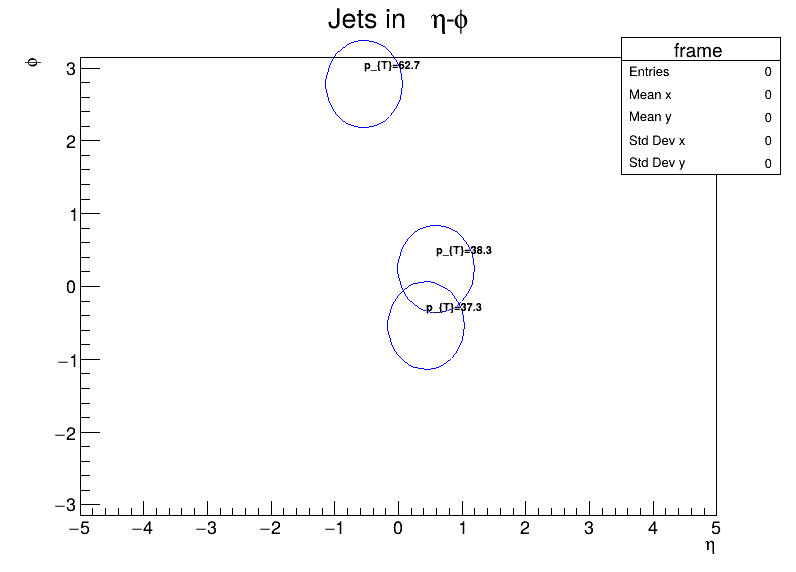 Jets in η-ϕ
frame
Entries 0
Mean x 0
Mean y 0
Std Dev x 0
Std Dev y 0
ϕ
3
2
1
0
−1
−2
−3
p_{T}=62.7
p_{T}=38.3
p_{T}=37.3
−5 −4 −3 −2 −1 0 1 2 3 4 5
η